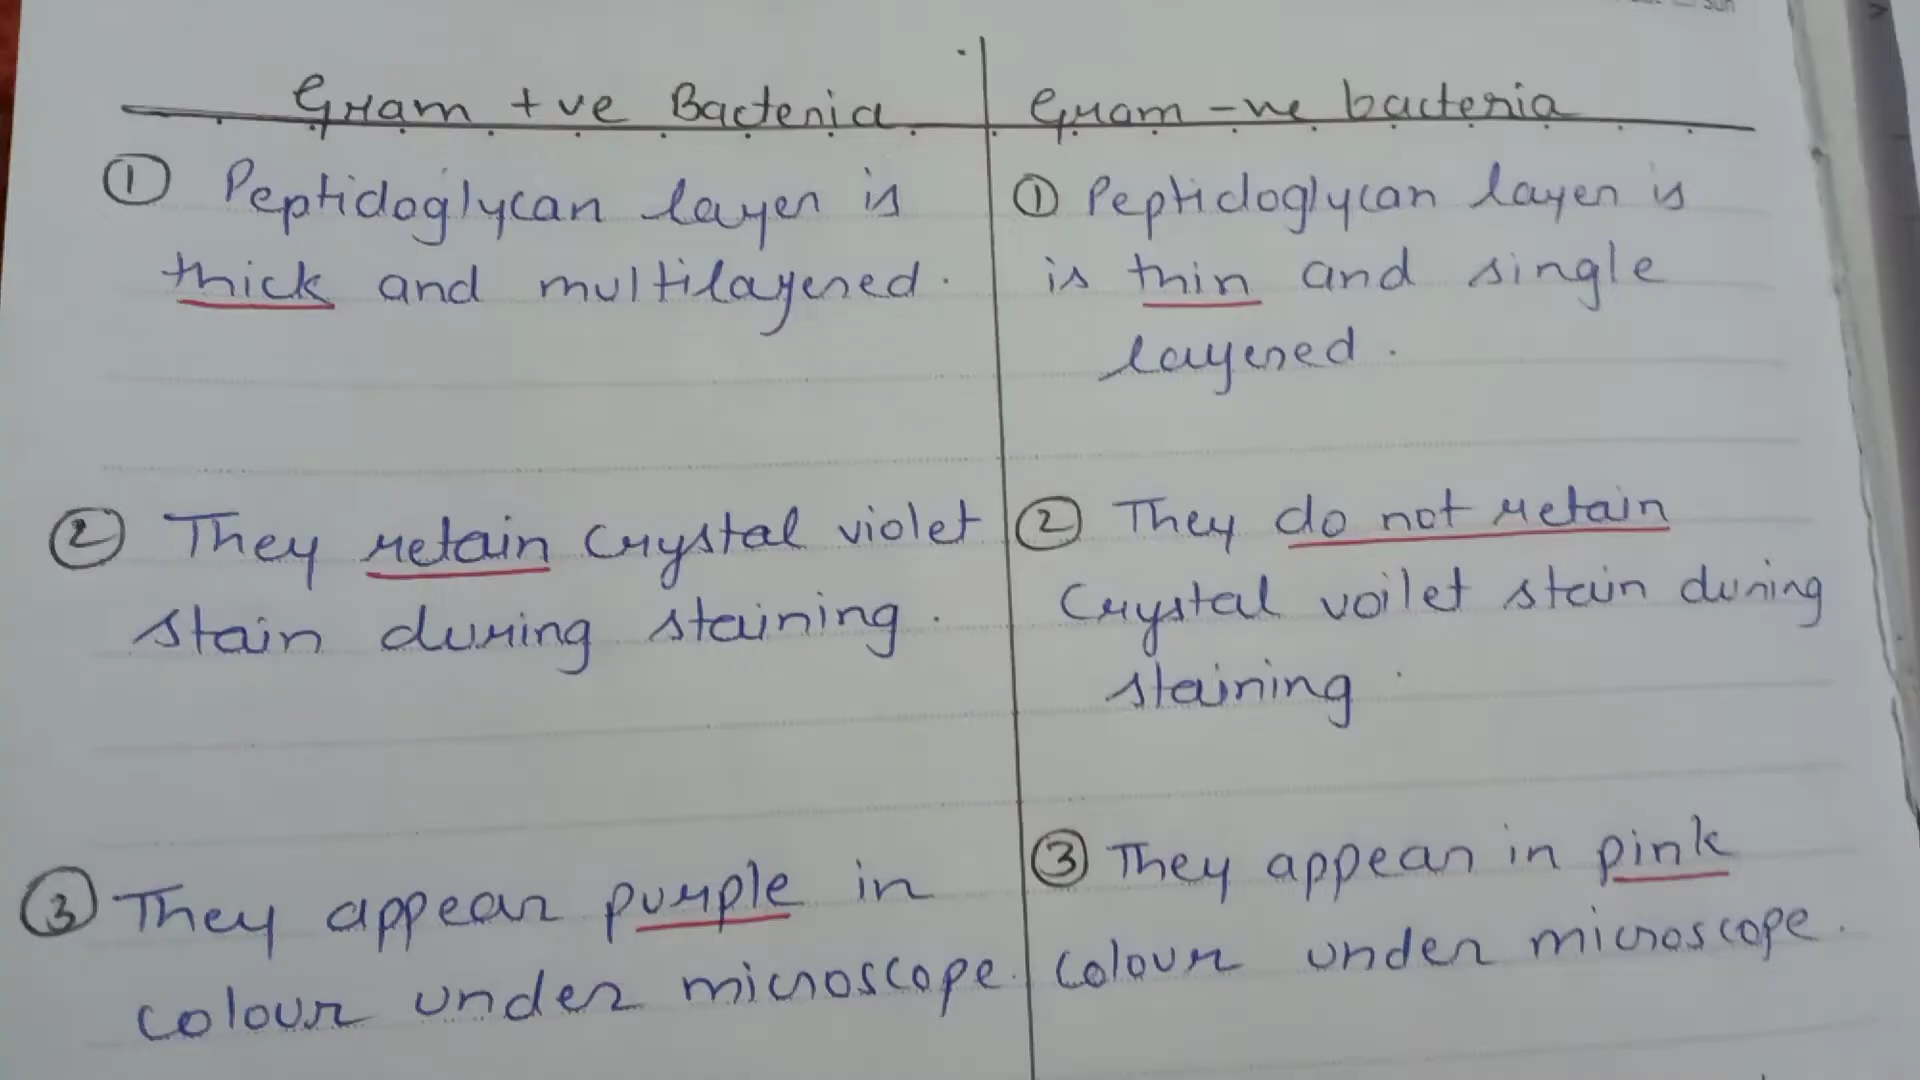 sun
Gram +ve Bacteria
① Peptidoglycan layer is
thick and multilayered.
② They retain crystal violet
stain during staining.
③ They appear purple in
colour under microscope.
Gram -ve bacteria
① Peptidoglycan layer is
is thin and single
layered.
② They do not retain
crystal voilet stain during
staining.
③ They appear in pink
colour under microscope.